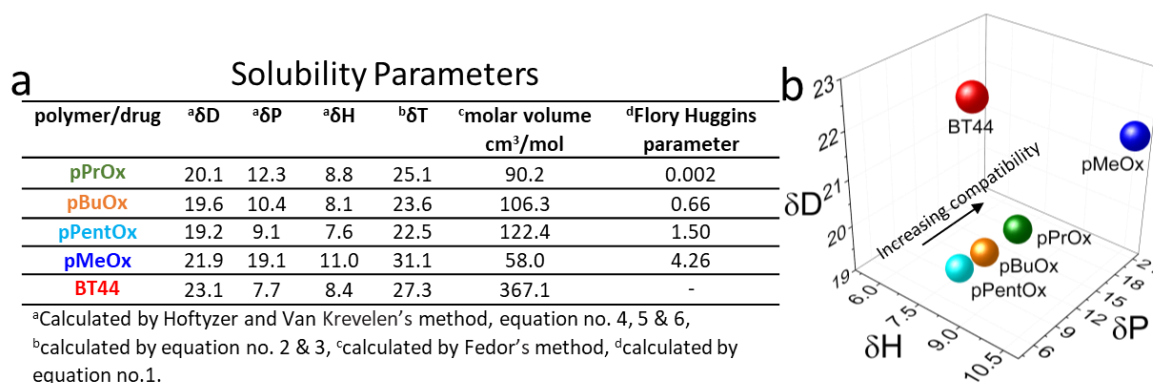 a
Solubility Parameters
polymer/drug ᵃδD ᵃδP ᵃδH ᵇδT ᶜmolar volume cm³/mol ᵈFlory Huggins parameter
pPrOx 20.1 12.3 8.8 25.1 90.2 0.002
pBuOx 19.6 10.4 8.1 23.6 106.3 0.66
pPentOx 19.2 9.1 7.6 22.5 122.4 1.50
pMeOx 21.9 19.1 11.0 31.1 58.0 4.26
BT44 23.1 7.7 8.4 27.3 367.1 -
ᵃCalculated by Hoftyzer and Van Krevelen's method, equation no. 4, 5 & 6,
ᵇcalculated by equation no. 2 & 3, ᶜcalculated by Fedor's method, ᵈcalculated by
equation no.1.
b
23
22
21
20
19
δD
BT44
pMeOx
Increasing compatibility
pPrOx
pBuOx
pPentOx
6.0
7.5
9.0
10.5
δH
6
9
12
15
18
δP